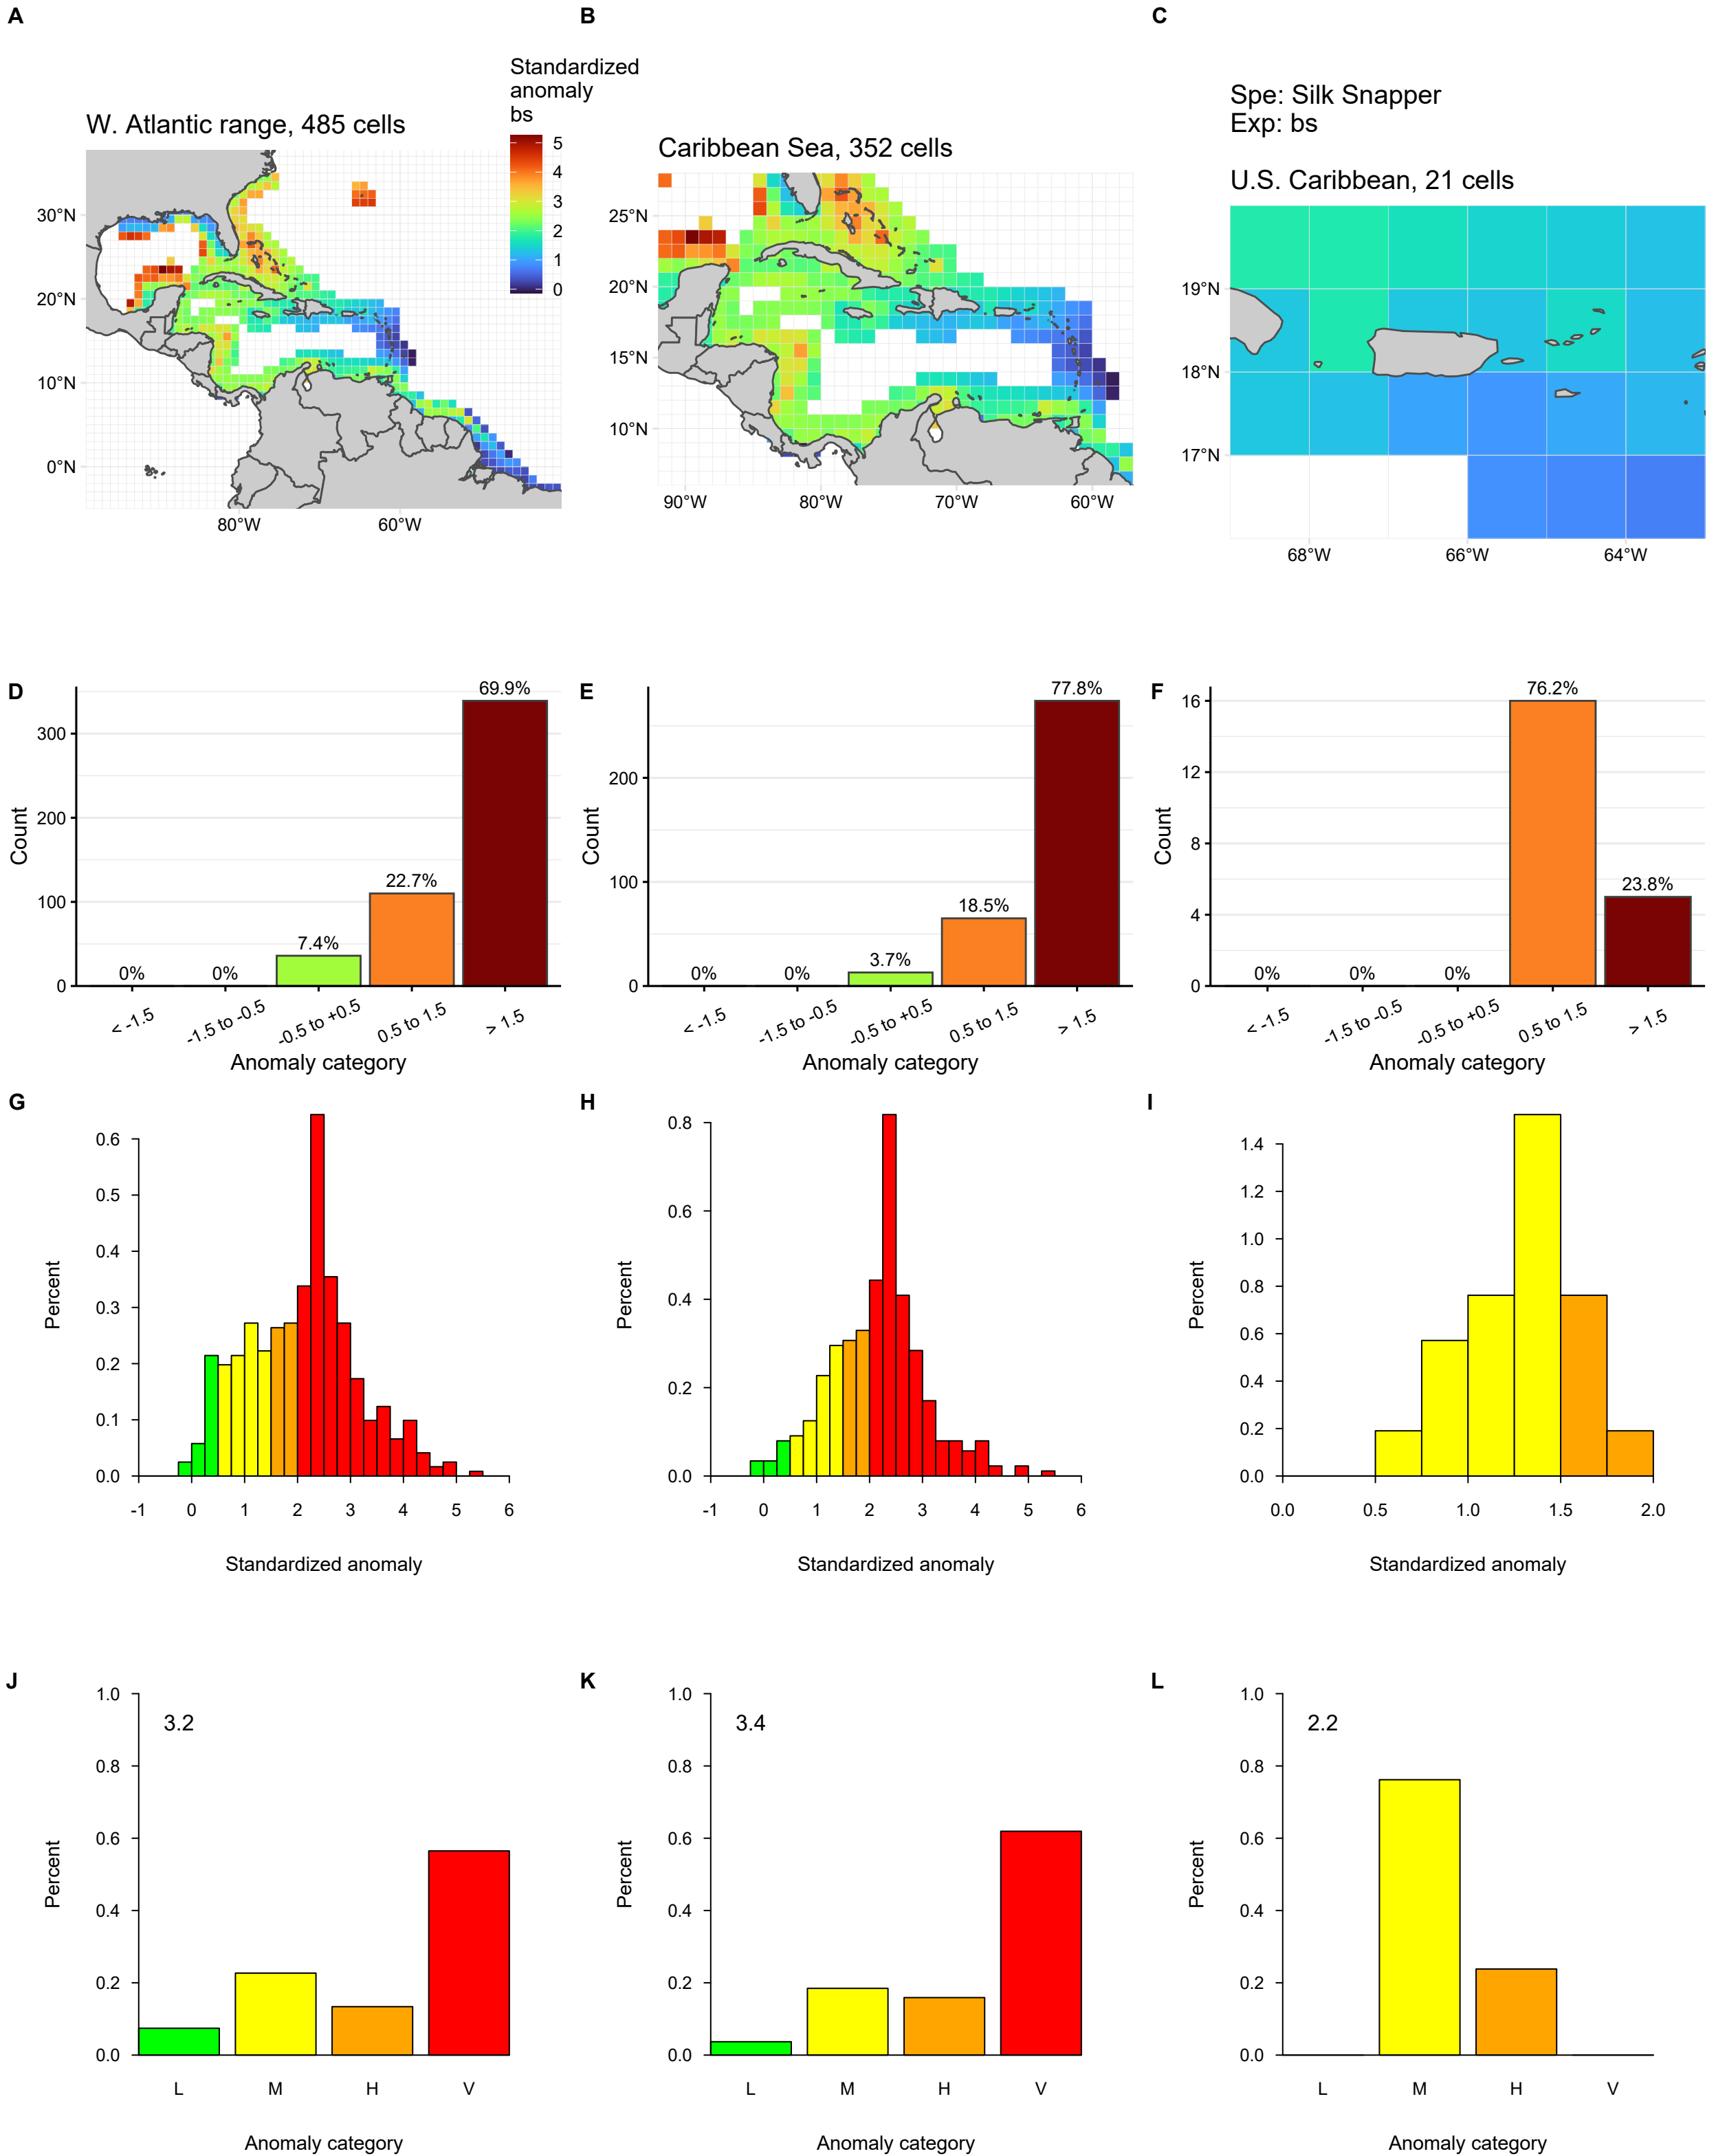 A
B
C
Standardized
anomaly
bs
5
4
3
2
1
0
W. Atlantic range, 485 cells
30°N
20°N
10°N
0°N
80°W
60°W
Caribbean Sea, 352 cells
25°N
20°N
15°N
10°N
90°W
80°W
70°W
60°W
Spe: Silk Snapper
Exp: bs
U.S. Caribbean, 21 cells
19°N
18°N
17°N
68°W
66°W
64°W
D
Count
300
200
100
0
0%
0%
7.4%
22.7%
69.9%
< -1.5
-1.5 to -0.5
-0.5 to +0.5
0.5 to 1.5
> 1.5
Anomaly category
E
Count
200
100
0
0%
0%
3.7%
18.5%
77.8%
< -1.5
-1.5 to -0.5
-0.5 to +0.5
0.5 to 1.5
> 1.5
Anomaly category
F
Count
16
12
8
4
0
0%
0%
0%
76.2%
23.8%
< -1.5
-1.5 to -0.5
-0.5 to +0.5
0.5 to 1.5
> 1.5
Anomaly category
G
Percent
0.6
0.5
0.4
0.3
0.2
0.1
0.0
-1 0 1 2 3 4 5 6
Standardized anomaly
H
Percent
0.8
0.6
0.4
0.2
0.0
-1 0 1 2 3 4 5 6
Standardized anomaly
I
Percent
1.4
1.2
1.0
0.8
0.6
0.4
0.2
0.0
0.0 0.5 1.0 1.5 2.0
Standardized anomaly
J
3.2
Percent
1.0
0.8
0.6
0.4
0.2
0.0
L M H V
Anomaly category
K
3.4
Percent
1.0
0.8
0.6
0.4
0.2
0.0
L M H V
Anomaly category
L
2.2
Percent
1.0
0.8
0.6
0.4
0.2
0.0
L M H V
Anomaly category